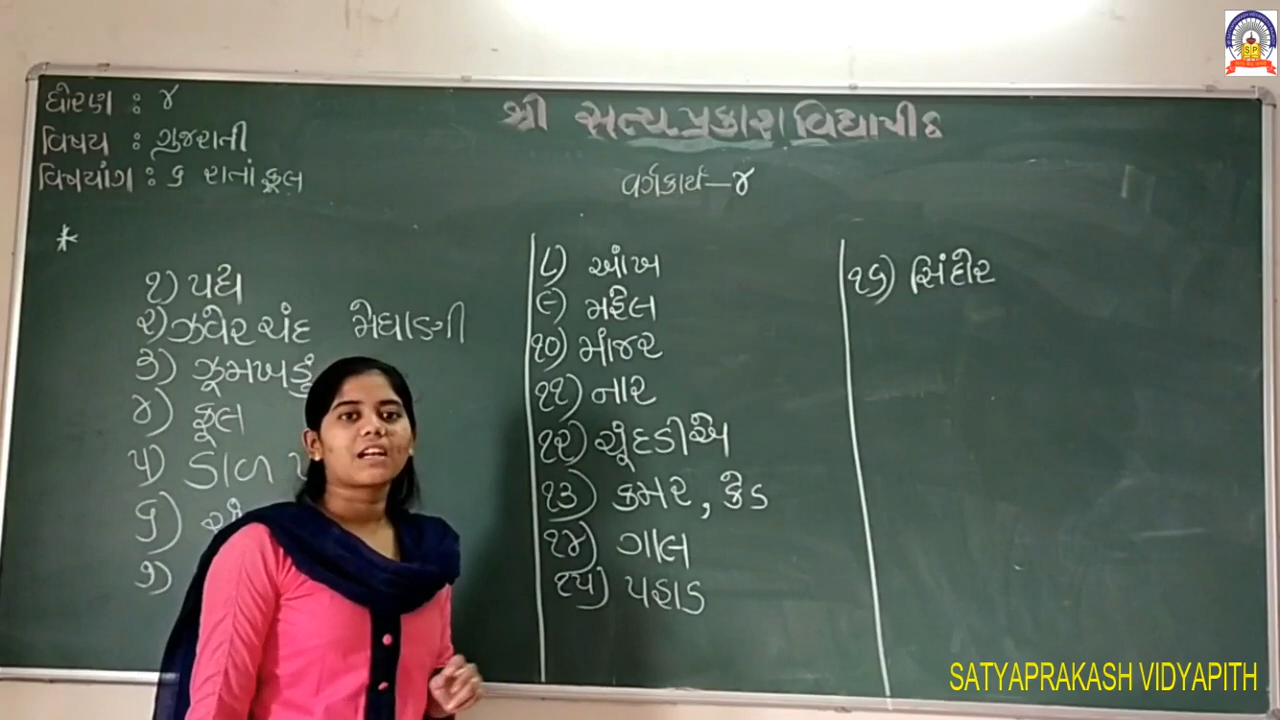 ધોરણ : ૪
વિષય : ગુજરાતી
વિષયાંગ : ૬ રાતાં ફૂલ
શ્રી સત્યપ્રકાશ વિદ્યાપીઠ
વર્ગકાર્ય-૪
*
૧) પદ્ય
૨) ઝવેરચંદ મેઘાણી
૩) ઝૂમખડું
૪) ફૂલ
૫) ડાળ
૬)
૭)
૮) આંખ
૯) મહેલ
૧૦) માંજર
૧૧) નાર
૧૨) ચૂંદડીએ
૧૩) કમર, કેડ
૧૪) ગાલ
૧૫) પહાડ
૧૬) સિંદોર
SATYAPRAKASH VIDYAPITH